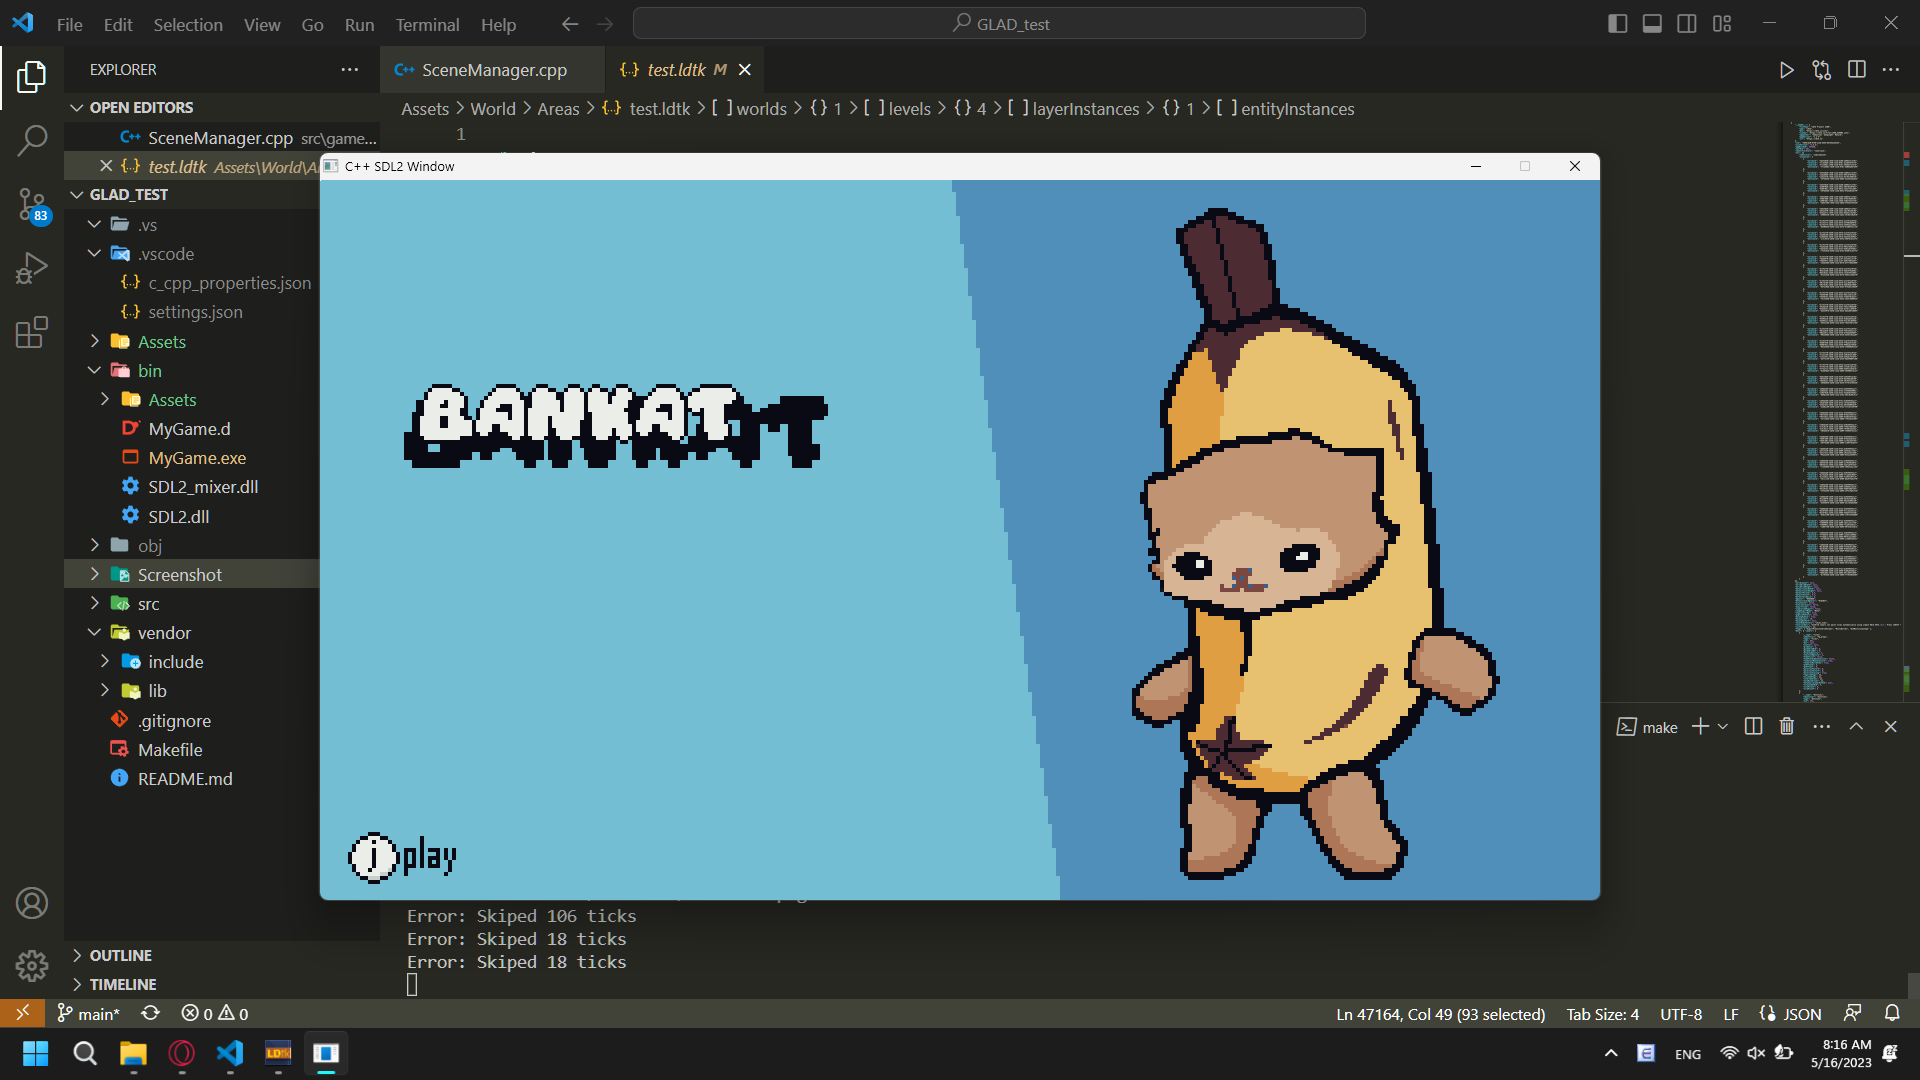 File Edit Selection View Go Run Terminal Help
GLAD_test
EXPLORER
SceneManager.cpp
test.ldtk M
OPEN EDITORS
SceneManager.cpp src\game...
test.ldtk
GLAD_TEST
.vs
.vscode
c_cpp_properties.json
settings.json
Assets
bin
Assets
MyGame.d
MyGame.exe
SDL2_mixer.dll
SDL2.dll
obj
Screenshot
src
vendor
include
lib
.gitignore
Makefile
README.md
OUTLINE
TIMELINE
Assets > World > Areas > test.ldtk > [ ] worlds > {} 1 > [ ] levels > {} 4 > [ ] layerInstances > {} 1 > [ ] entityInstances
1
C++ SDL2 Window
BANKAT
j play
make
Error: Skiped 106 ticks
Error: Skiped 18 ticks
Error: Skiped 18 ticks
83
main* 0 0
Ln 47164, Col 49 (93 selected) Tab Size: 4 UTF-8 LF JSON
LDtk
ENG
8:16 AM
5/16/2023